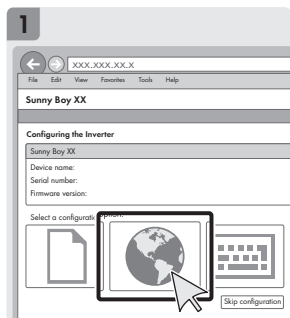 1
XXX.XXX.XX.X
File Edit View Favorites Tools Help
Sunny Boy XX
Configuring the Inverter
Sunny Boy XX
Device name:
Serial number:
Firmware version:
Select a configuration option:
Skip configuration